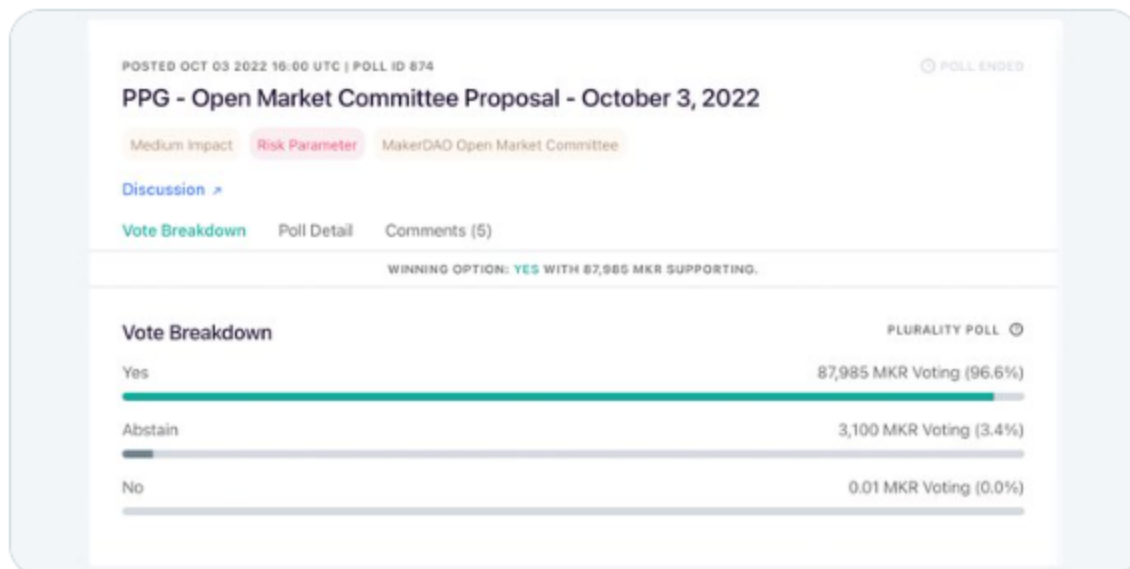 POSTED OCT 03 2022 16:00 UTC | POLL ID 874
POLL ENDED
PPG - Open Market Committee Proposal - October 3, 2022
Medium Impact Risk Parameter MakerDAO Open Market Committee
Discussion ↗
Vote Breakdown Poll Detail Comments (5)
WINNING OPTION: YES WITH 87,985 MKR SUPPORTING.
Vote Breakdown PLURALITY POLL
Yes 87,985 MKR Voting (96.6%)
Abstain 3,100 MKR Voting (3.4%)
No 0.01 MKR Voting (0.0%)